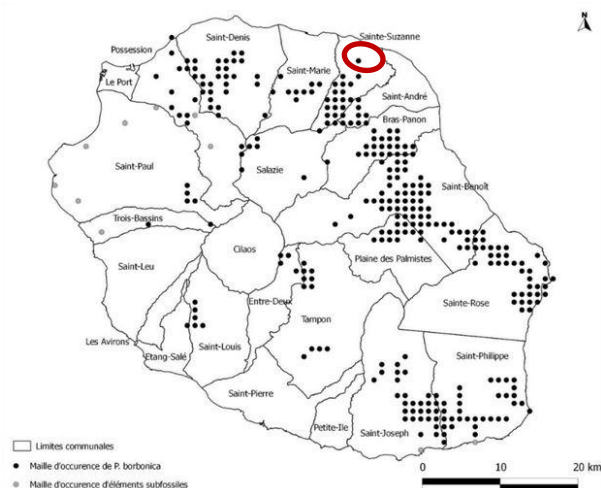 Saint-Denis
Sainte-Suzanne
N
Possession
Le Port
Saint-Marie
Saint-André
Bras-Panon
Saint-Paul
Salazie
Saint-Benoît
Trois-Bassins
Cilaos
Plaine des Palmistes
Saint-Leu
Entre-Deux
Sainte-Rose
Tampon
Les Avirons
Etang-Salé
Saint-Louis
Saint-Philippe
Saint-Pierre
Petite-Ile
Saint-Joseph
Limites communales
Maille d'occurence de P. borbonica
Maille d'occurence d'éléments subfossiles
0 10 20 km